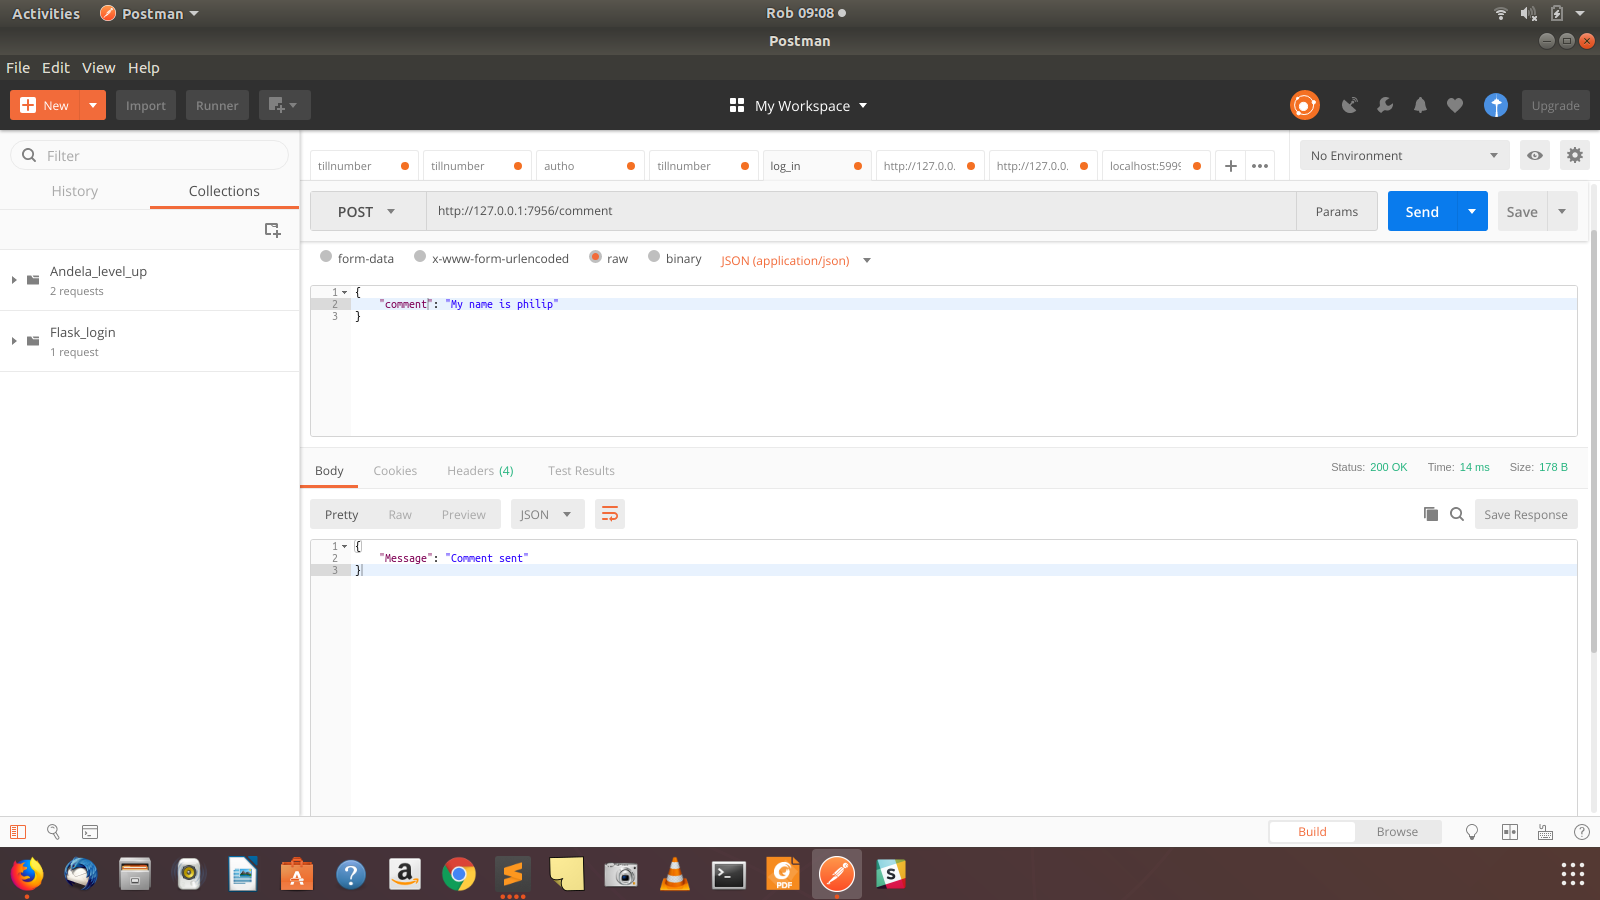 Activities Postman Rob 09:08
Postman
File Edit View Help
New Import Runner My Workspace Upgrade
Filter
History Collections
Andela_level_up
2 requests
Flask_login
1 request
tillnumber tillnumber autho tillnumber log_in http://127.0.0. http://127.0.0. localhost:5999 No Environment
POST http://127.0.0.1:7956/comment Params Send Save
form-data x-www-form-urlencoded raw binary JSON (application/json)
1 {
2 "comment": "My name is philip"
3 }
Body Cookies Headers (4) Test Results Status: 200 OK Time: 14 ms Size: 178 B
Pretty Raw Preview JSON Save Response
1 {
2 "Message": "Comment sent"
3 }
Build Browse
PDF